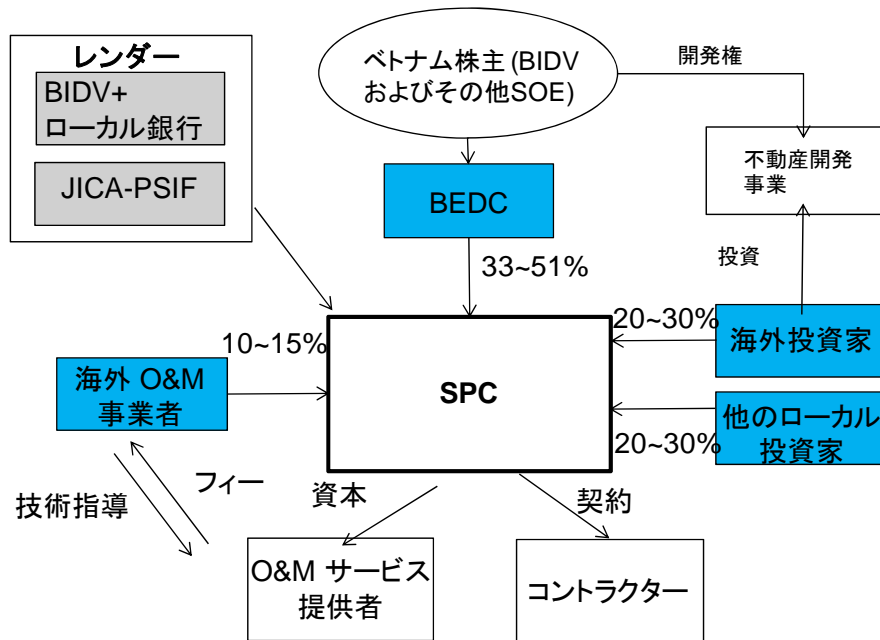 レンダー
BIDV+
ローカル銀行
JICA-PSIF
ベトナム株主 (BIDV
およびその他SOE)
開発権
不動産開発
事業
BEDC
33~51%
投資
20~30%
海外投資家
10~15%
海外 O&M
事業者
SPC
他のローカル
投資家
20~30%
フィー
技術指導
資本
契約
O&M サービス
提供者
コントラクター